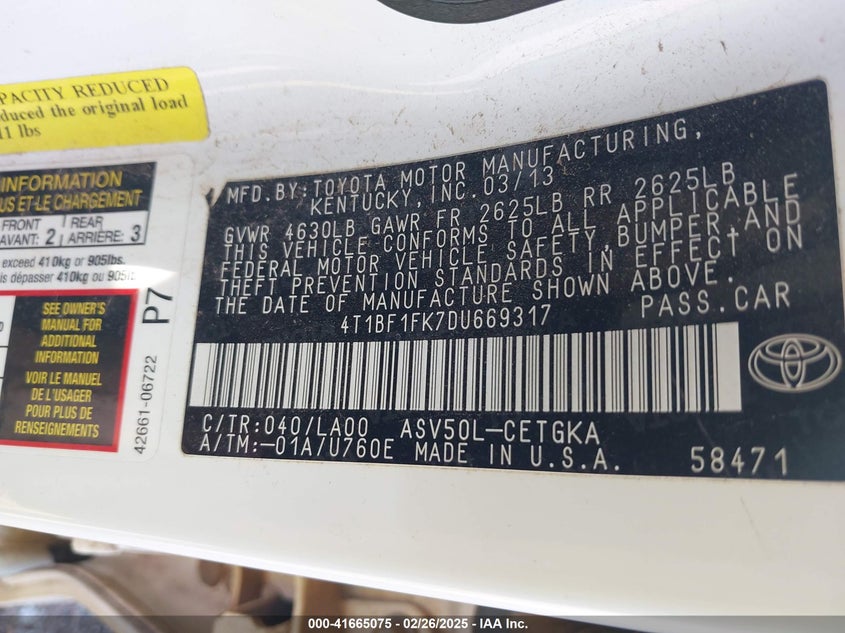 PACITY REDUCED
duced the original load
11 lbs
INFORMATION
US ET-LE CHARGEMENT
FRONT
AVANT: 2
REAR
ARRIÈRE: 3
exceed 410kg or 905lbs.
is dépasser 410kg ou 905lb
SEE OWNER'S
MANUAL FOR
ADDITIONAL
INFORMATION
VOIR LE MANUEL
DE L'USAGER
POUR PLUS DE
RENSEIGNEMENTS
42661-06722
P7
MFD.BY:TOYOTA MOTOR MANUFACTURING,
KENTUCKY, INC. 03/13
GVWR 4630LB GAWR FR 2625LB RR 2625LB
THIS VEHICLE CONFORMS TO ALL APPLICABLE
FEDERAL MOTOR VEHICLE SAFETY,BUMPER,AND
THEFT PREVENTION STANDARDS IN EFFECT ON
THE DATE OF MANUFACTURE SHOWN ABOVE.
4T1BF1FK7DU669317 PASS.CAR
C/TR:040/LA00 ASV50L-CETGKA
A/TM:-01A/U760E MADE IN U.S.A. 58471
000-41665075 - 02/26/2025 - IAA Inc.